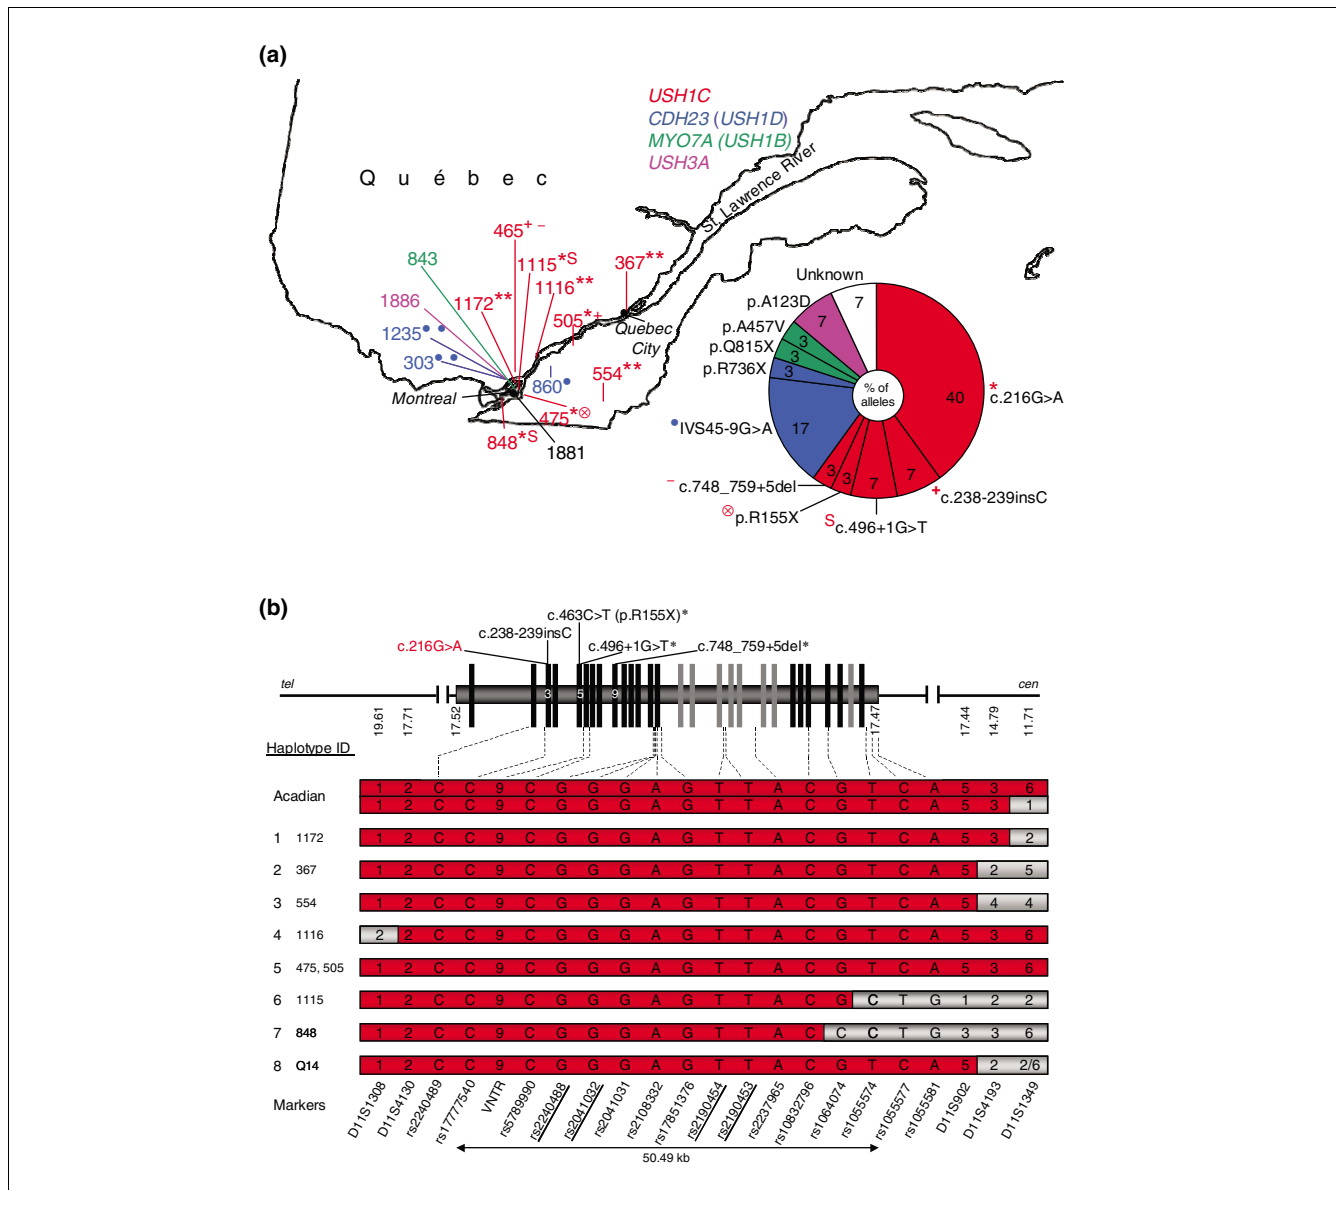 (a)
USH1C
CDH23 (USH1D)
MYO7A (USH1B)
USH3A
Québec
St. Lawrence River
465+ −
1115*S
1116**
367**
843
1886
1172**
1235••
303••
505*+
Quebec
City
554**
860•
Montreal
475*⊗
848*S
1881
Unknown
p.A123D
p.A457V
p.Q815X
p.R736X
•IVS45-9G>A
− c.748_759+5del
⊗p.R155X
Sc.496+1G>T
+c.238-239insC
*c.216G>A
% of
alleles
7
7
3
3
3
17
3
3
7
7
40
(b)
c.463C>T (p.R155X)*
c.238-239insC
c.216G>A
c.496+1G>T*
c.748_759+5del*
tel
3 5 9
cen
19.61 17.71 17.52 17.47 17.44 14.79 11.71
Haplotype ID
Acadian
1 2 C C 9 C G G G A G T T A C G T C A 5 3 6
1 2 C C 9 C G G G A G T T A C G T C A 5 3 1
1 1172 1 2 C C 9 C G G G A G T T A C G T C A 5 3 2
2 367 1 2 C C 9 C G G G A G T T A C G T C A 5 2 5
3 554 1 2 C C 9 C G G G A G T T A C G T C A 5 4 4
4 1116 2 2 C C 9 C G G G A G T T A C G T C A 5 3 6
5 475, 505 1 2 C C 9 C G G G A G T T A C G T C A 5 3 6
6 1115 1 2 C C 9 C G G G A G T T A C G C T G 1 2 2
7 848 1 2 C C 9 C G G G A G T T A C C C T G 3 3 6
8 Q14 1 2 C C 9 C G G G A G T T A C G T C A 5 2 2/6
Markers
D11S1308 D11S4130 rs2240489 rs17777540 VNTR rs5789990 rs2240488 rs2041032 rs2041031 rs2108332 rs17851376 rs2190454 rs2190453 rs2237965 rs10832796 rs1064074 rs1055574 rs1055577 rs1055581 D11S902 D11S4193 D11S1349
50.49 kb